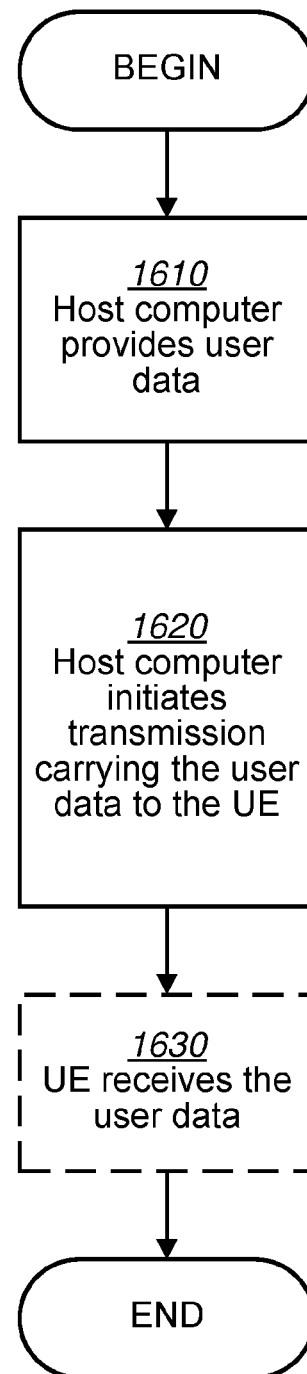 BEGIN
1610
Host computer
provides user
data
1620
Host computer
initiates
transmission
carrying the user
data to the UE
1630
UE receives the
user data
END